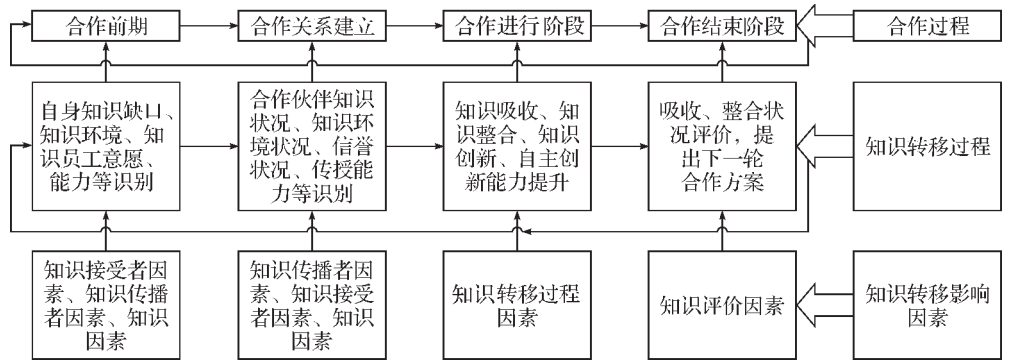 合作前期
合作关系建立
合作进行阶段
合作结束阶段
合作过程
自身知识缺口、
知识环境、知
识员工意愿、
能力等识别
合作伙伴知识
状况、知识环
境状况、信誉
状况、传授能
力等识别
知识吸收、知
识整合、知识
创新、自主创
新能力提升
吸收、整合状
况评价，提
出下一轮
合作方案
知识转移过程
知识接受者因
素、知识传播
者因素、知识
因素
知识传播者因
素、知识接受
者因素、知识
因素
知识转移过程
因素
知识评价因素
知识转移影响
因素